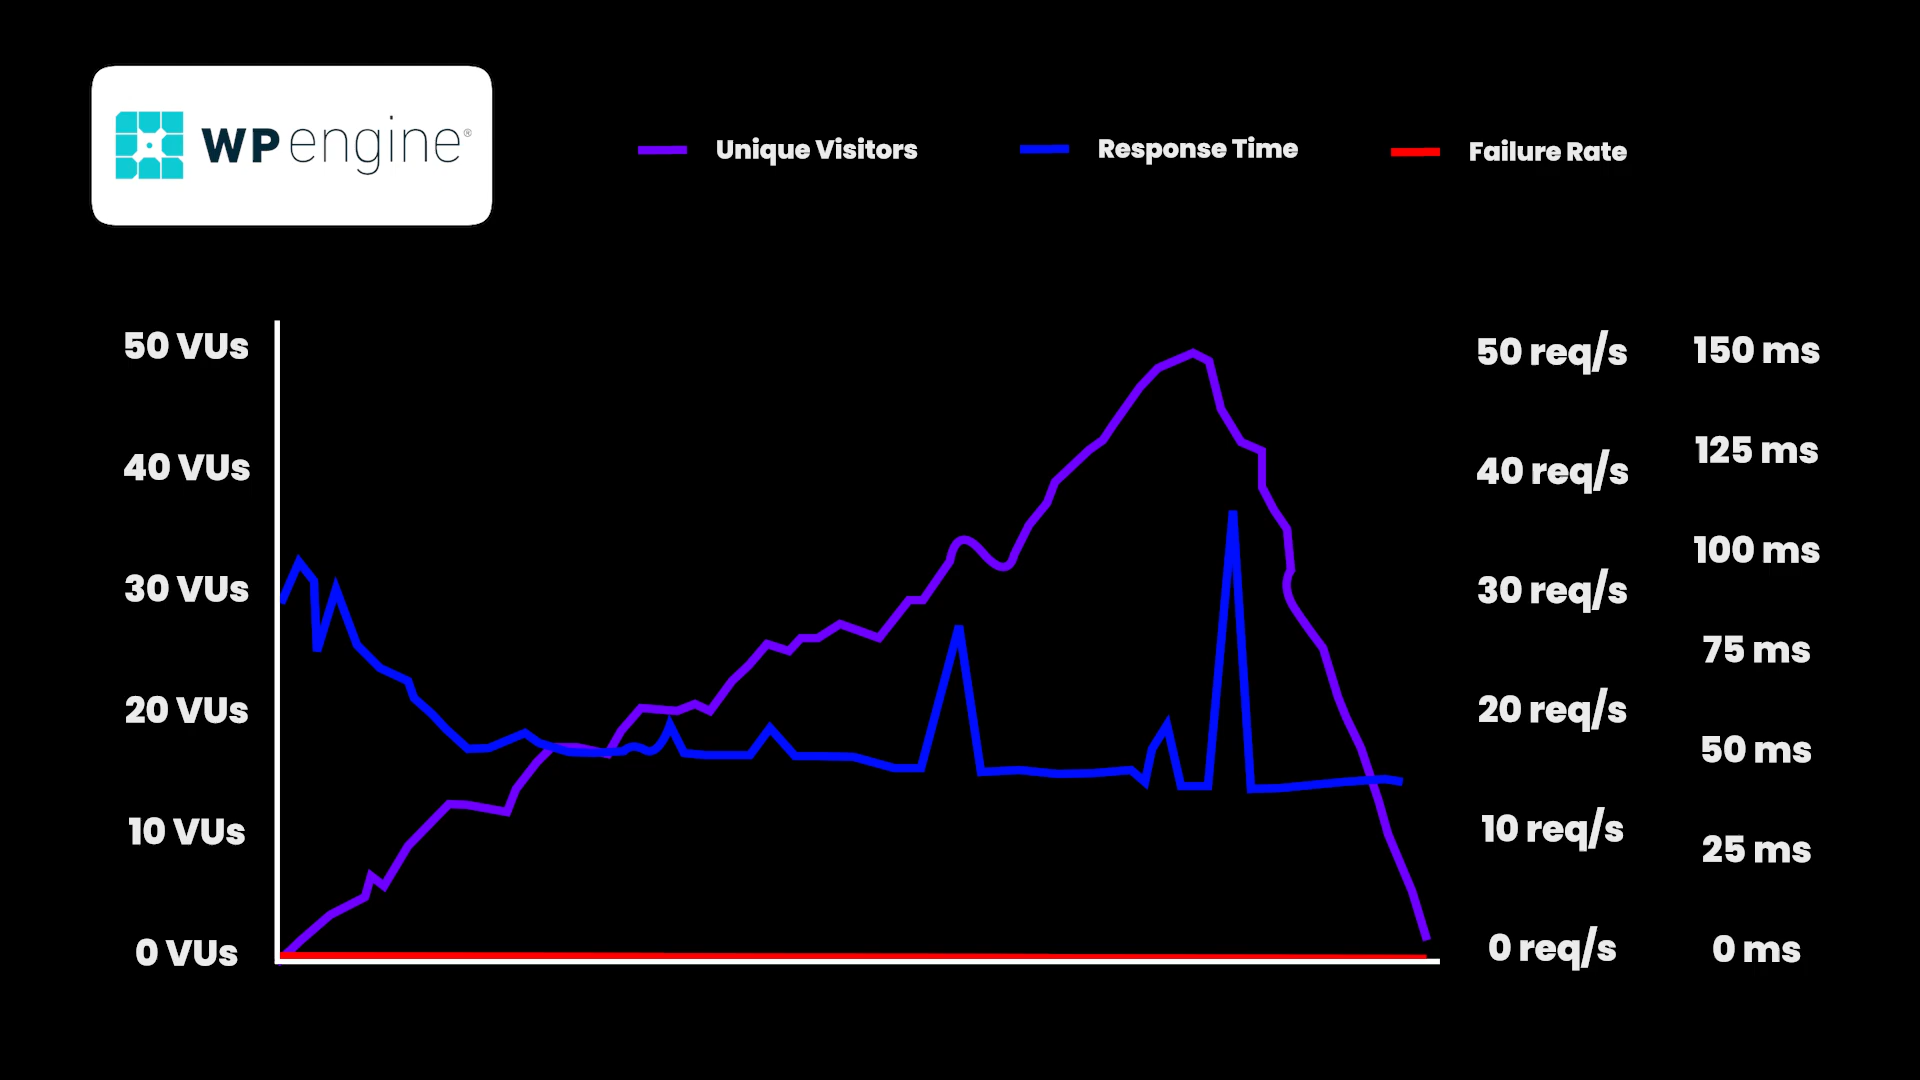 WP engine®
Unique Visitors
Response Time
Failure Rate
50 VUs
40 VUs
30 VUs
20 VUs
10 VUs
0 VUs
50 req/s
40 req/s
30 req/s
20 req/s
10 req/s
0 req/s
150 ms
125 ms
100 ms
75 ms
50 ms
25 ms
0 ms